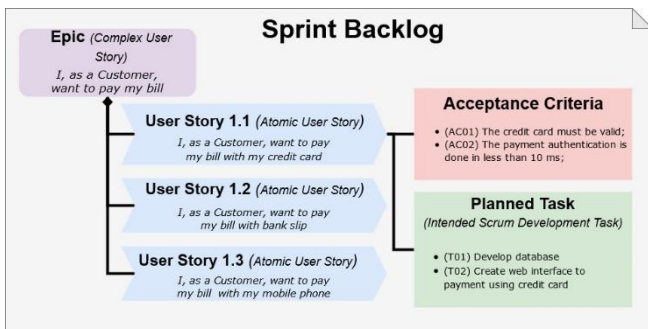 Sprint Backlog
Epic (Complex User
Story)
I, as a Customer,
want to pay my bill
User Story 1.1 (Atomic User Story)
I, as a Customer, want to pay
my bill with my credit card
User Story 1.2 (Atomic User Story)
I, as a Customer, want to pay
my bill with bank slip
User Story 1.3 (Atomic User Story)
I, as a Customer, want to pay
my bill with my mobile phone
Acceptance Criteria
• (AC01) The credit card must be valid;
• (AC02) The payment authentication is
done in less than 10 ms;
Planned Task
(Intended Scrum Development Task)
• (T01) Develop database
• (T02) Create web interface to
payment using credit card